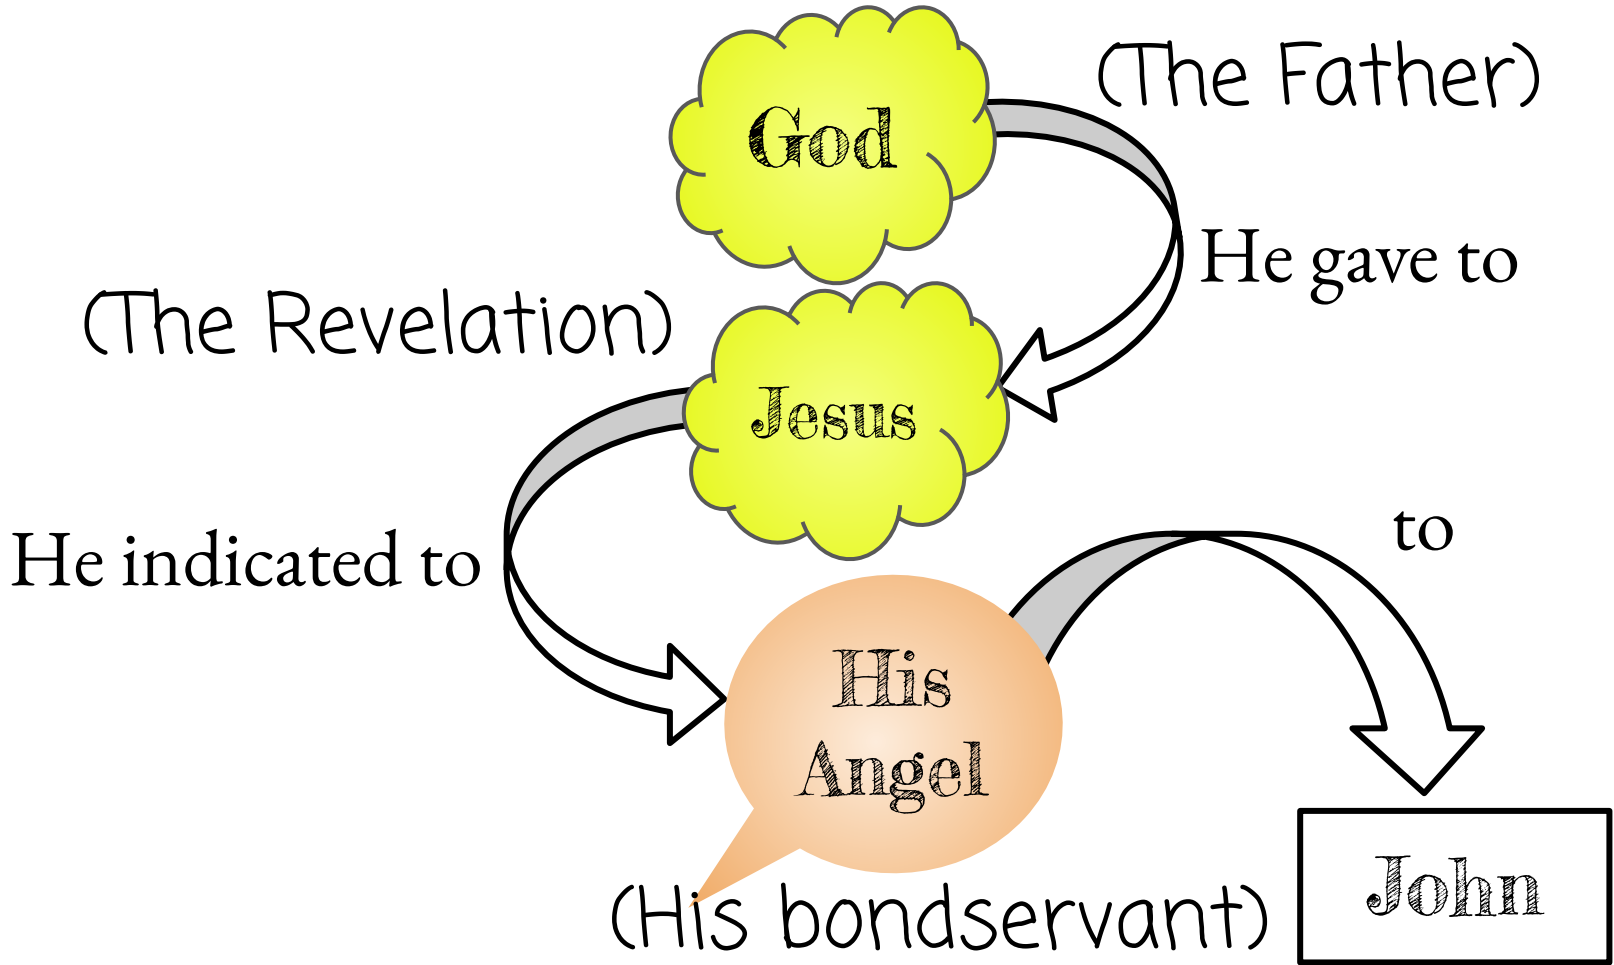 (The Father)
God
He gave to
(The Revelation)
Jesus
He indicated to
to
His
Angel
(His bondservant)
John